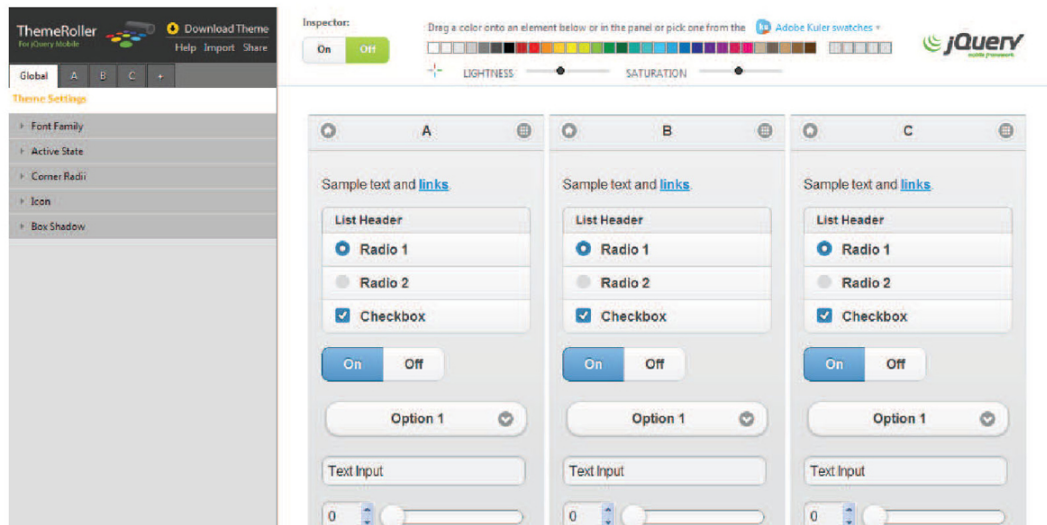 ThemeRoller
For jQuery Mobile
Download Theme
Help Import Share
Global A B C +
Theme Settings
Font Family
Active State
Corner Radii
Icon
Box Shadow
Inspector:
On Off
Drag a color onto an element below or in the panel or pick one from the ku Adobe Kuler swatches
LIGHTNESS SATURATION
jQuery
mobile framework
A
Sample text and links.
List Header
Radio 1
Radio 2
Checkbox
On Off
Option 1
Text Input
0
B
Sample text and links.
List Header
Radio 1
Radio 2
Checkbox
On Off
Option 1
Text Input
0
C
Sample text and links.
List Header
Radio 1
Radio 2
Checkbox
On Off
Option 1
Text Input
0